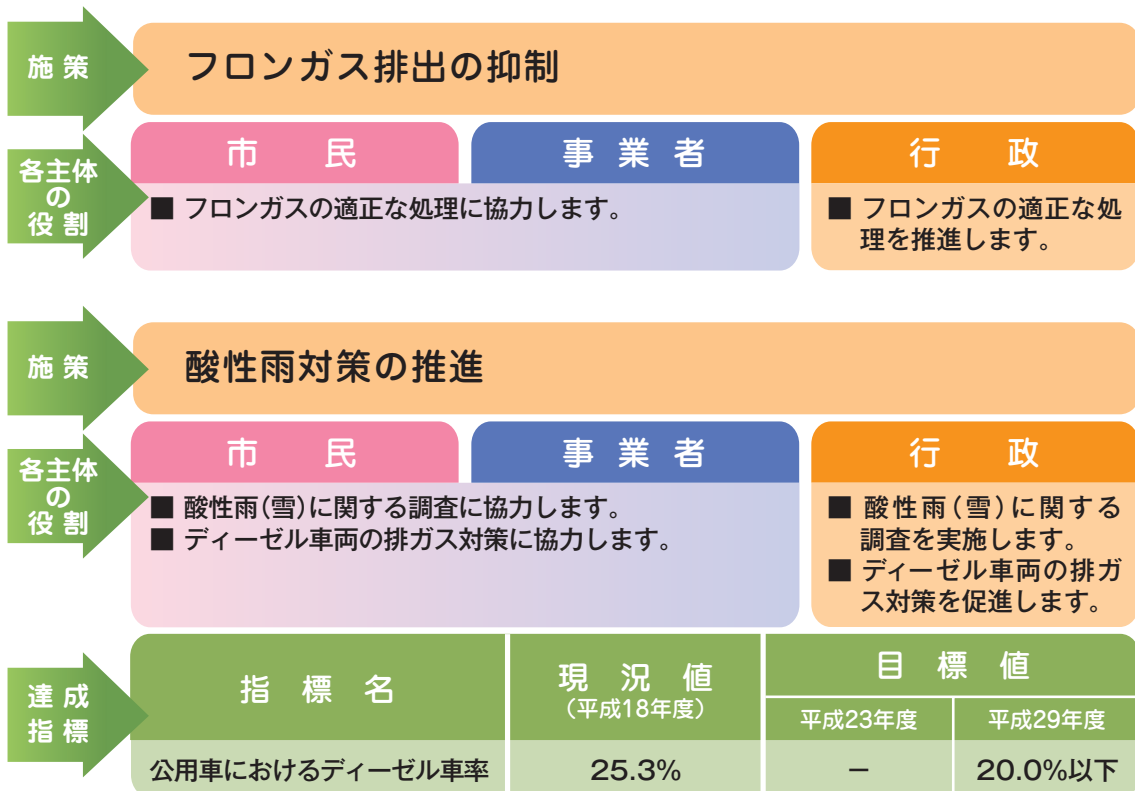 施策
フロンガス排出の抑制
各主体
の
役割
市民
事業者
行政
■ フロンガスの適正な処理に協力します。
■ フロンガスの適正な処
理を推進します。
施策
酸性雨対策の推進
各主体
の
役割
市民
事業者
行政
■ 酸性雨(雪)に関する調査に協力します。
■ ディーゼル車両の排ガス対策に協力します。
■ 酸性雨(雪)に関する
調査を実施します。
■ ディーゼル車両の排ガ
ス対策を促進します。
達成
指標
指標名
現況値
(平成18年度)
目標値
平成23年度
平成29年度
公用車におけるディーゼル車率
25.3%
−
20.0%以下